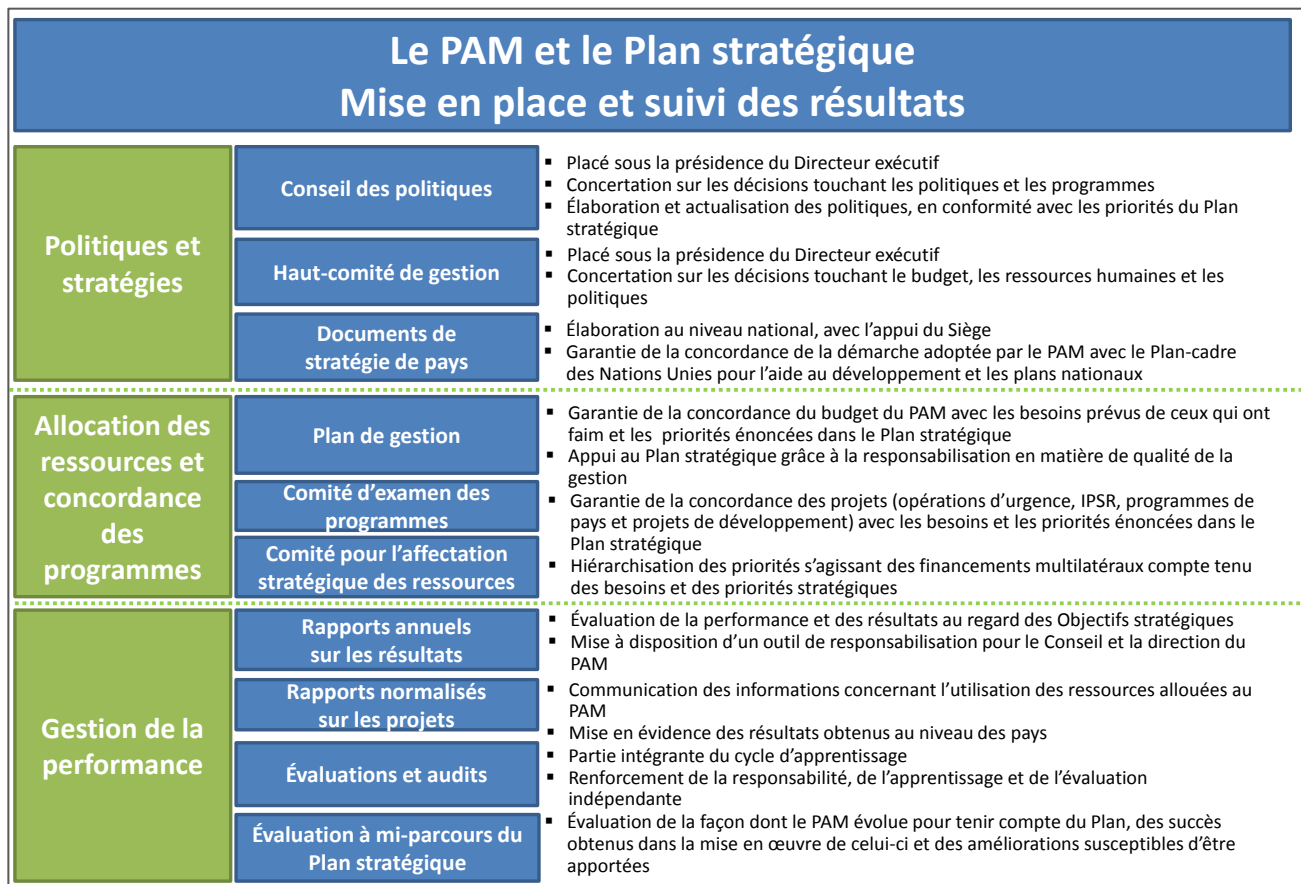 Le PAM et le Plan stratégique
Mise en place et suivi des résultats
Politiques et
stratégies
Conseil des politiques
▪ Placé sous la présidence du Directeur exécutif
▪ Concertation sur les décisions touchant les politiques et les programmes
▪ Élaboration et actualisation des politiques, en conformité avec les priorités du Plan
stratégique
Haut-comité de gestion
▪ Placé sous la présidence du Directeur exécutif
▪ Concertation sur les décisions touchant le budget, les ressources humaines et les
politiques
Documents de
stratégie de pays
▪ Élaboration au niveau national, avec l’appui du Siège
▪ Garantie de la concordance de la démarche adoptée par le PAM avec le Plan-cadre
des Nations Unies pour l’aide au développement et les plans nationaux
Allocation des
ressources et
concordance
des
programmes
Plan de gestion
▪ Garantie de la concordance du budget du PAM avec les besoins prévus de ceux qui ont
faim et les priorités énoncées dans le Plan stratégique
▪ Appui au Plan stratégique grâce à la responsabilisation en matière de qualité de la
gestion
Comité d’examen des
programmes
▪ Garantie de la concordance des projets (opérations d’urgence, IPSR, programmes de
pays et projets de développement) avec les besoins et les priorités énoncées dans le
Plan stratégique
Comité pour l’affectation
stratégique des ressources
▪ Hiérarchisation des priorités s’agissant des financements multilatéraux compte tenu
des besoins et des priorités stratégiques
Gestion de la
performance
Rapports annuels
sur les résultats
▪ Évaluation de la performance et des résultats au regard des Objectifs stratégiques
▪ Mise à disposition d’un outil de responsabilisation pour le Conseil et la direction du
PAM
Rapports normalisés
sur les projets
▪ Communication des informations concernant l’utilisation des ressources allouées au
PAM
▪ Mise en évidence des résultats obtenus au niveau des pays
Évaluations et audits
▪ Partie intégrante du cycle d’apprentissage
▪ Renforcement de la responsabilité, de l’apprentissage et de l’évaluation
indépendante
Évaluation à mi-parcours du
Plan stratégique
▪ Évaluation de la façon dont le PAM évolue pour tenir compte du Plan, des succès
obtenus dans la mise en œuvre de celui-ci et des améliorations susceptibles d’être
apportées